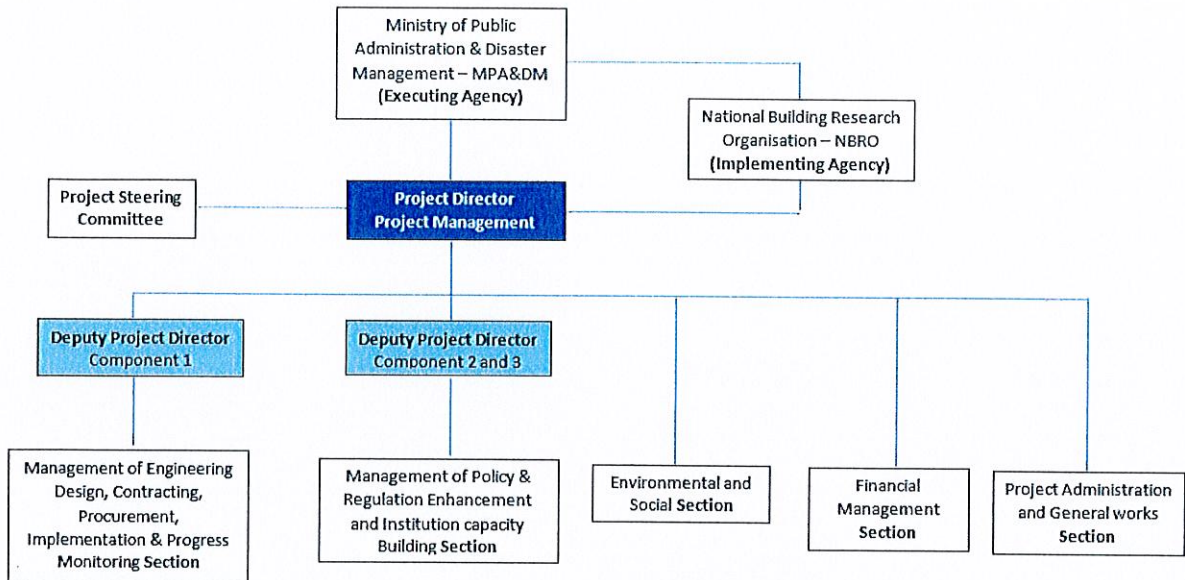 Ministry of Public
Administration & Disaster
Management – MPA&DM
(Executing Agency)
National Building Research
Organisation – NBRO
(Implementing Agency)
Project Steering
Committee
Project Director
Project Management
Deputy Project Director
Component 1
Deputy Project Director
Component 2 and 3
Management of Engineering
Design, Contracting,
Procurement,
Implementation & Progress
Monitoring Section
Management of Policy &
Regulation Enhancement
and Institution capacity
Building Section
Environmental and
Social Section
Financial
Management
Section
Project Administration
and General works
Section